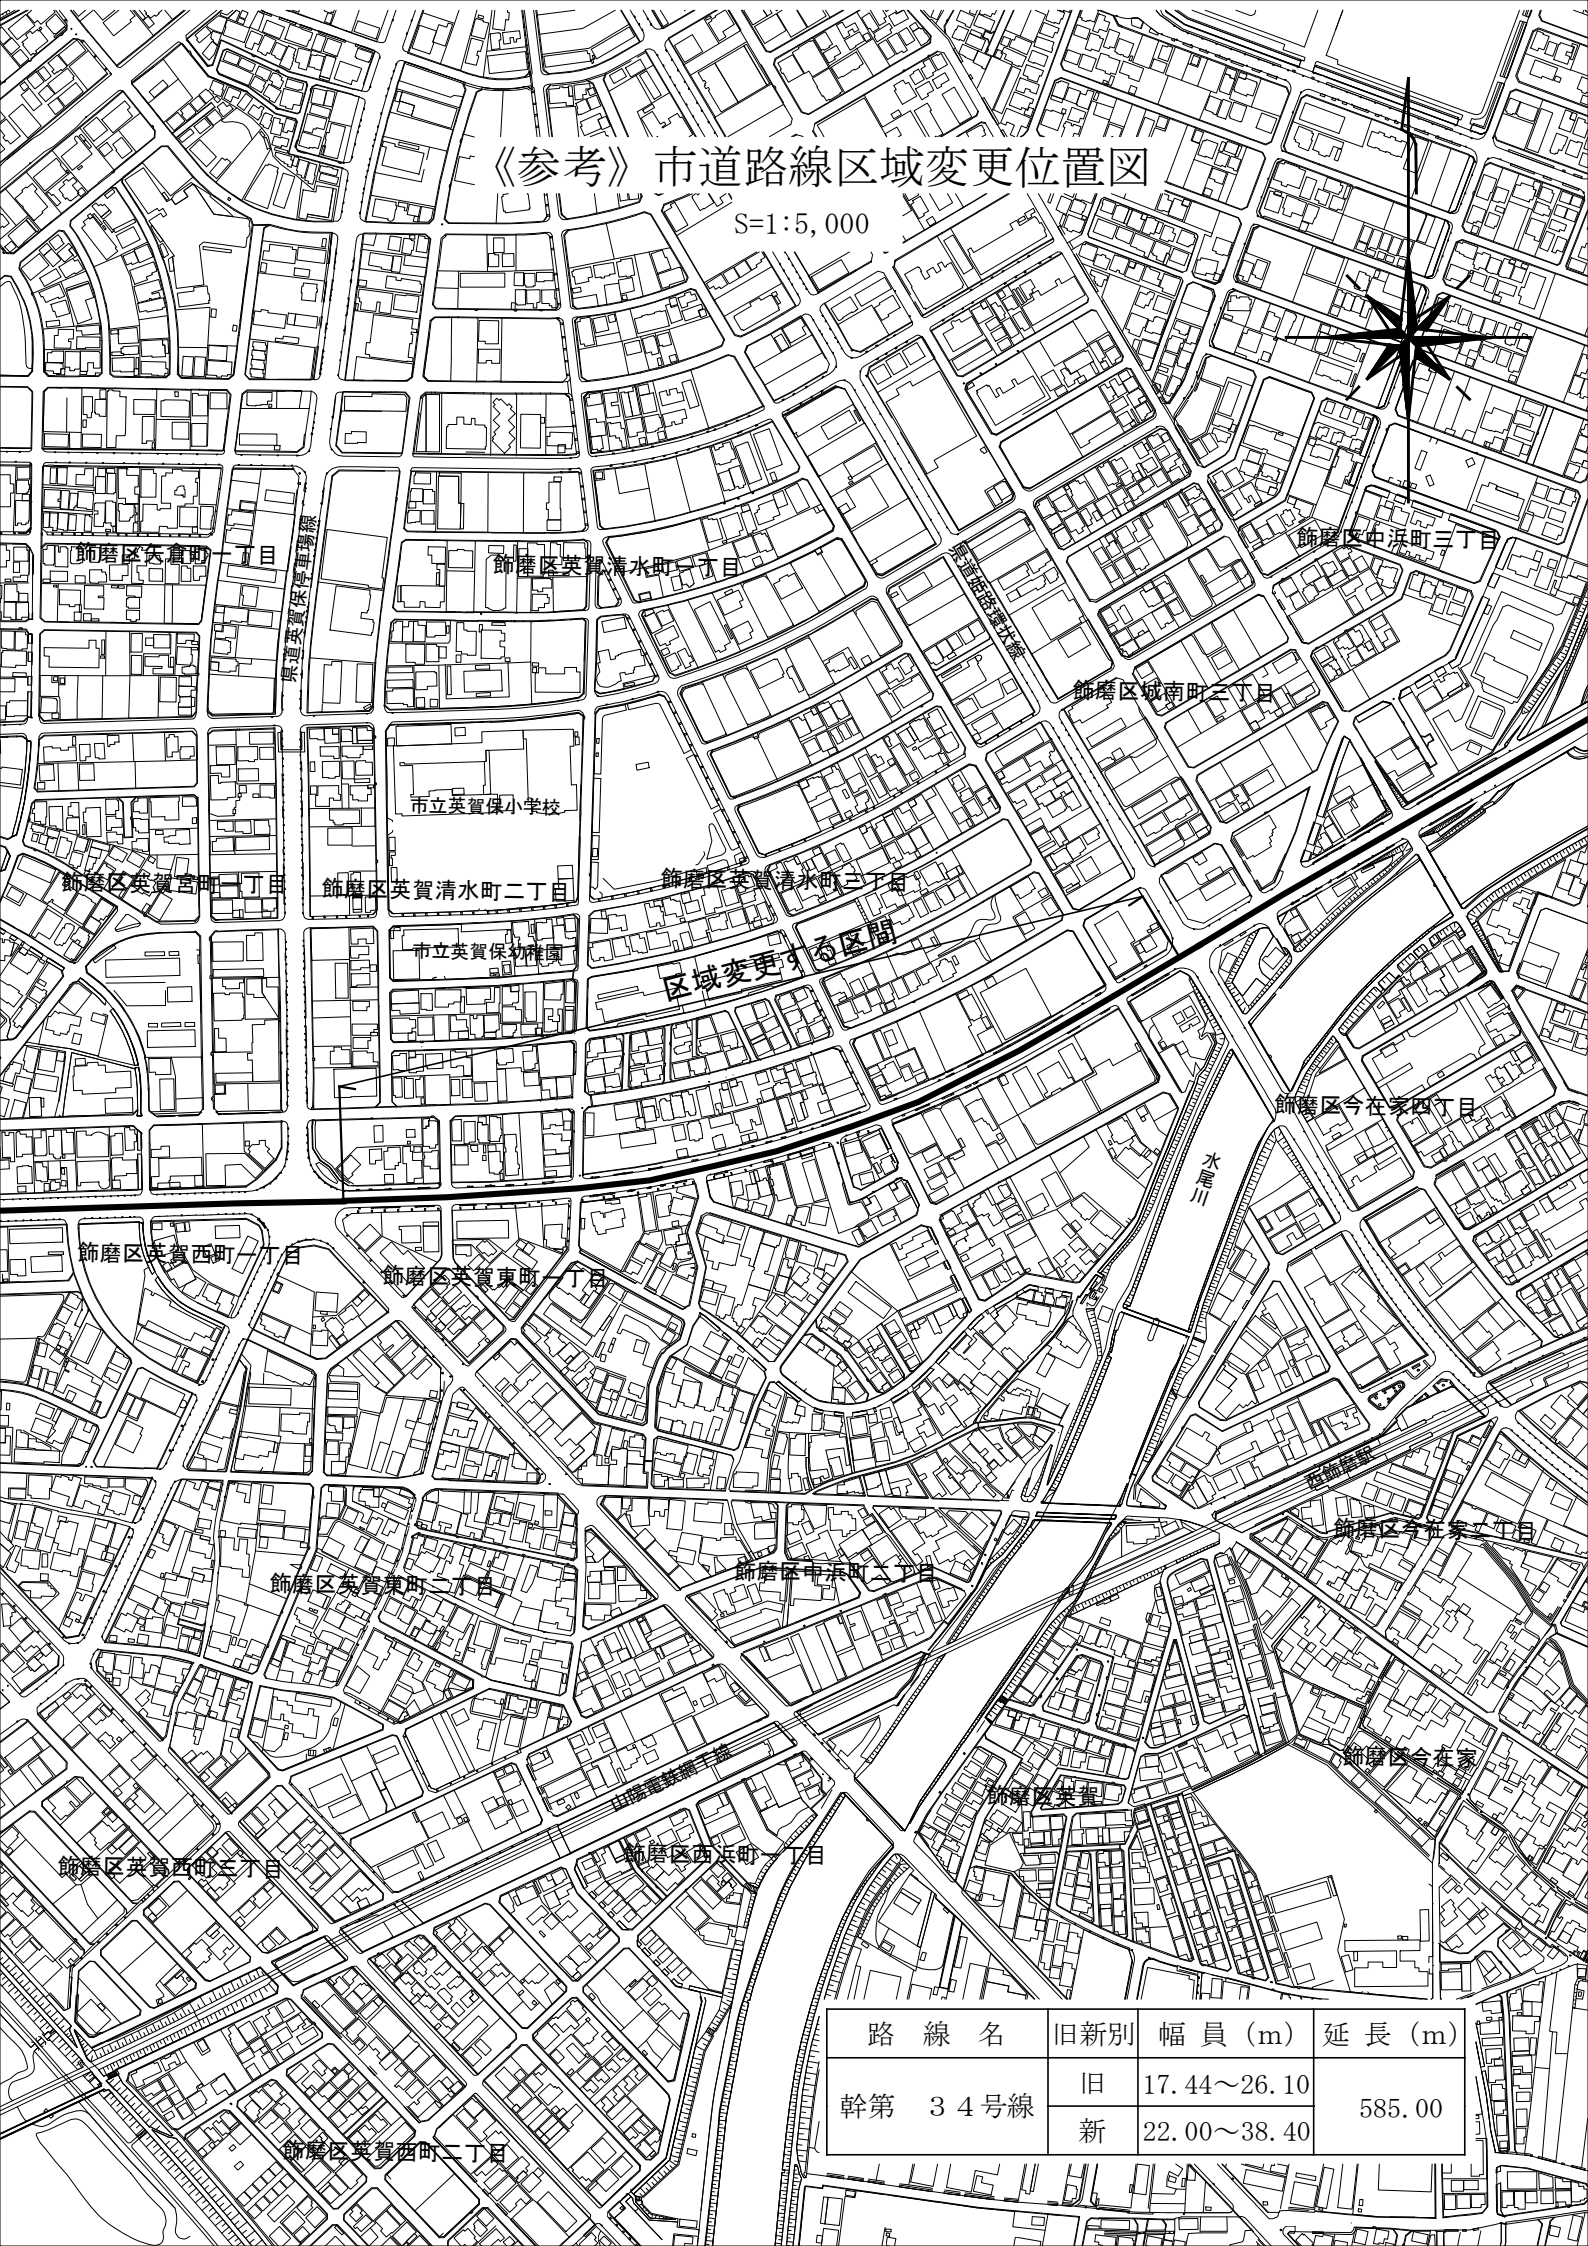 《参考》市道路線区域変更位置図
S=1:5,000
飾磨区矢倉町一丁目
県道英賀保停車場線
飾磨区英賀清水町一丁目
県道姫路環状線
飾磨区中浜町三丁目
飾磨区城南町三丁目
市立英賀保小学校
飾磨区英賀宮町一丁目
飾磨区英賀清水町二丁目
飾磨区英賀清水町三丁目
市立英賀保幼稚園
区域変更する区間
飾磨区今在家四丁目
水尾川
飾磨区英賀西町一丁目
飾磨区英賀東町一丁目
西飾磨駅
飾磨区今在家二丁目
飾磨区英賀東町二丁目
飾磨区中浜町二丁目
山陽電鉄網干線
飾磨区今在家
飾磨区英賀
飾磨区英賀西町三丁目
飾磨区西浜町一丁目
飾磨区英賀西町二丁目
路 線 名 旧新別 幅 員 (m) 延 長 (m)
幹第 34号線 旧 17.44～26.10 585.00
新 22.00～38.40